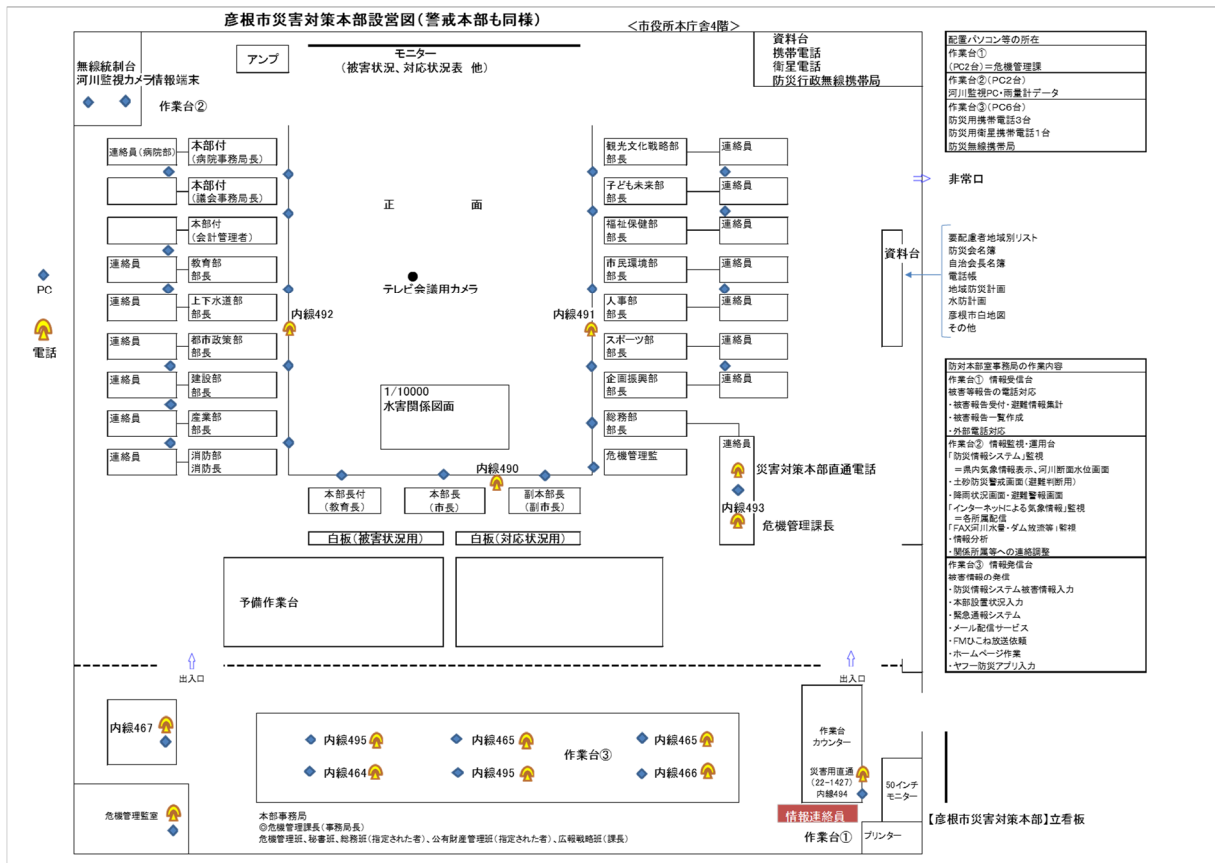 彦根市災害対策本部設営図(警戒本部も同様)
<市役所本庁舎4階>
無線統制台
河川監視カメラ情報端末
作業台②
アンプ
モニター
(被害状況、対応状況表 他)
資料台
携帯電話
衛星電話
防災行政無線携帯局
配置パソコン等の所在
作業台①
(PC2台)=危機管理課
作業台②(PC2台)
河川監視PC・雨量計データ
作業台③(PC6台)
防災用携帯電話3台
防災用衛星携帯電話1台
防災無線携帯局
非常口
連絡員(病院部)
本部付
(病院事務局長)
本部付
(議会事務局長)
本部付
(会計管理者)
連絡員
教育部
部長
連絡員
上下水道部
部長
連絡員
都市政策部
部長
連絡員
建設部
部長
連絡員
産業部
部長
連絡員
消防部
消防長
PC
電話
正 面
テレビ会議用カメラ
内線492
内線491
1/10000
水害関係図面
内線490
観光文化戦略部
部長
連絡員
子ども未来部
部長
連絡員
福祉保健部
部長
連絡員
市民環境部
部長
連絡員
人事部
部長
連絡員
スポーツ部
部長
連絡員
企画振興部
部長
連絡員
総務部
部長
危機管理監
連絡員
災害対策本部直通電話
内線493
危機管理課長
資料台
要配慮者地域別リスト
防災会名簿
自治会長名簿
電話帳
地域防災計画
水防計画
彦根市白地図
その他
本部長付
(教育長)
本部長
(市長)
副本部長
(副市長)
白板(被害状況用)
白板(対応状況用)
予備作業台
防対本部室事務局の作業内容
作業台① 情報受信台
被害等報告の電話対応
・被害報告受付・避難情報集計
・被害報告一覧作成
・外部電話対応
作業台② 情報監視・運用台
「防災情報システム」監視
=県内気象情報表示、河川断面水位画面
・土砂防災警戒画面(避難判断用)
・降雨状況画面・避難警報画面
「インターネットによる気象情報」監視
=各所属配信
「FAX河川水量・ダム放流等」監視
・情報分析
・関係所属等への連絡調整
作業台③ 情報発信台
被害情報の発信
・防災情報システム被害情報入力
・本部設置状況入力
・緊急通報システム
・メール配信サービス
・FMひこね放送依頼
・ホームページ作業
・ヤフー防災アプリ入力
出入口
出入口
内線467
内線495
内線465
内線465
作業台③
内線464
内線495
内線466
作業台
カウンター
災害用直通
(22-1427)
内線494
50インチ
モニター
情報連絡員
作業台①
プリンター
【彦根市災害対策本部】立看板
危機管理監室
本部事務局
◎危機管理課長(事務局長)
危機管理班、秘書班、総務班(指定された者)、公有財産管理班(指定された者)、広報戦略班(課長)